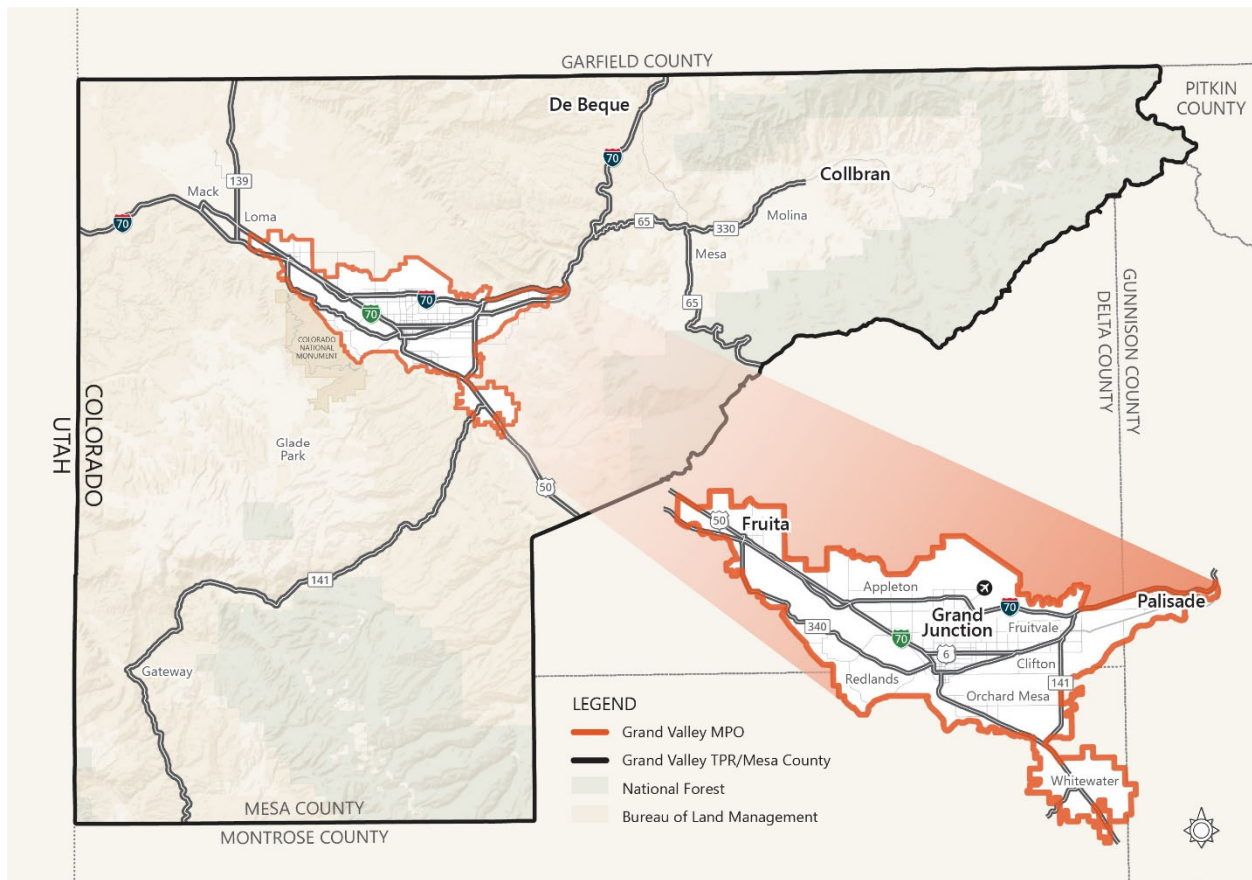 GARFIELD COUNTY
PITKIN
COUNTY
De Beque
70
Collbran
139
Mack
Loma
70
65
330
Molina
Mesa
65
70
70
COLORADO
NATIONAL
MONUMENT
GUNNISON COUNTY
DELTA COUNTY
COLORADO
UTAH
Glade
Park
50
141
Gateway
MESA COUNTY
MONTROSE COUNTY
50
Fruita
Appleton
Grand
Junction
70
Fruitvale
Palisade
340
70
6
Clifton
Redlands
141
Orchard Mesa
Whitewater
LEGEND
Grand Valley MPO
Grand Valley TPR/Mesa County
National Forest
Bureau of Land Management